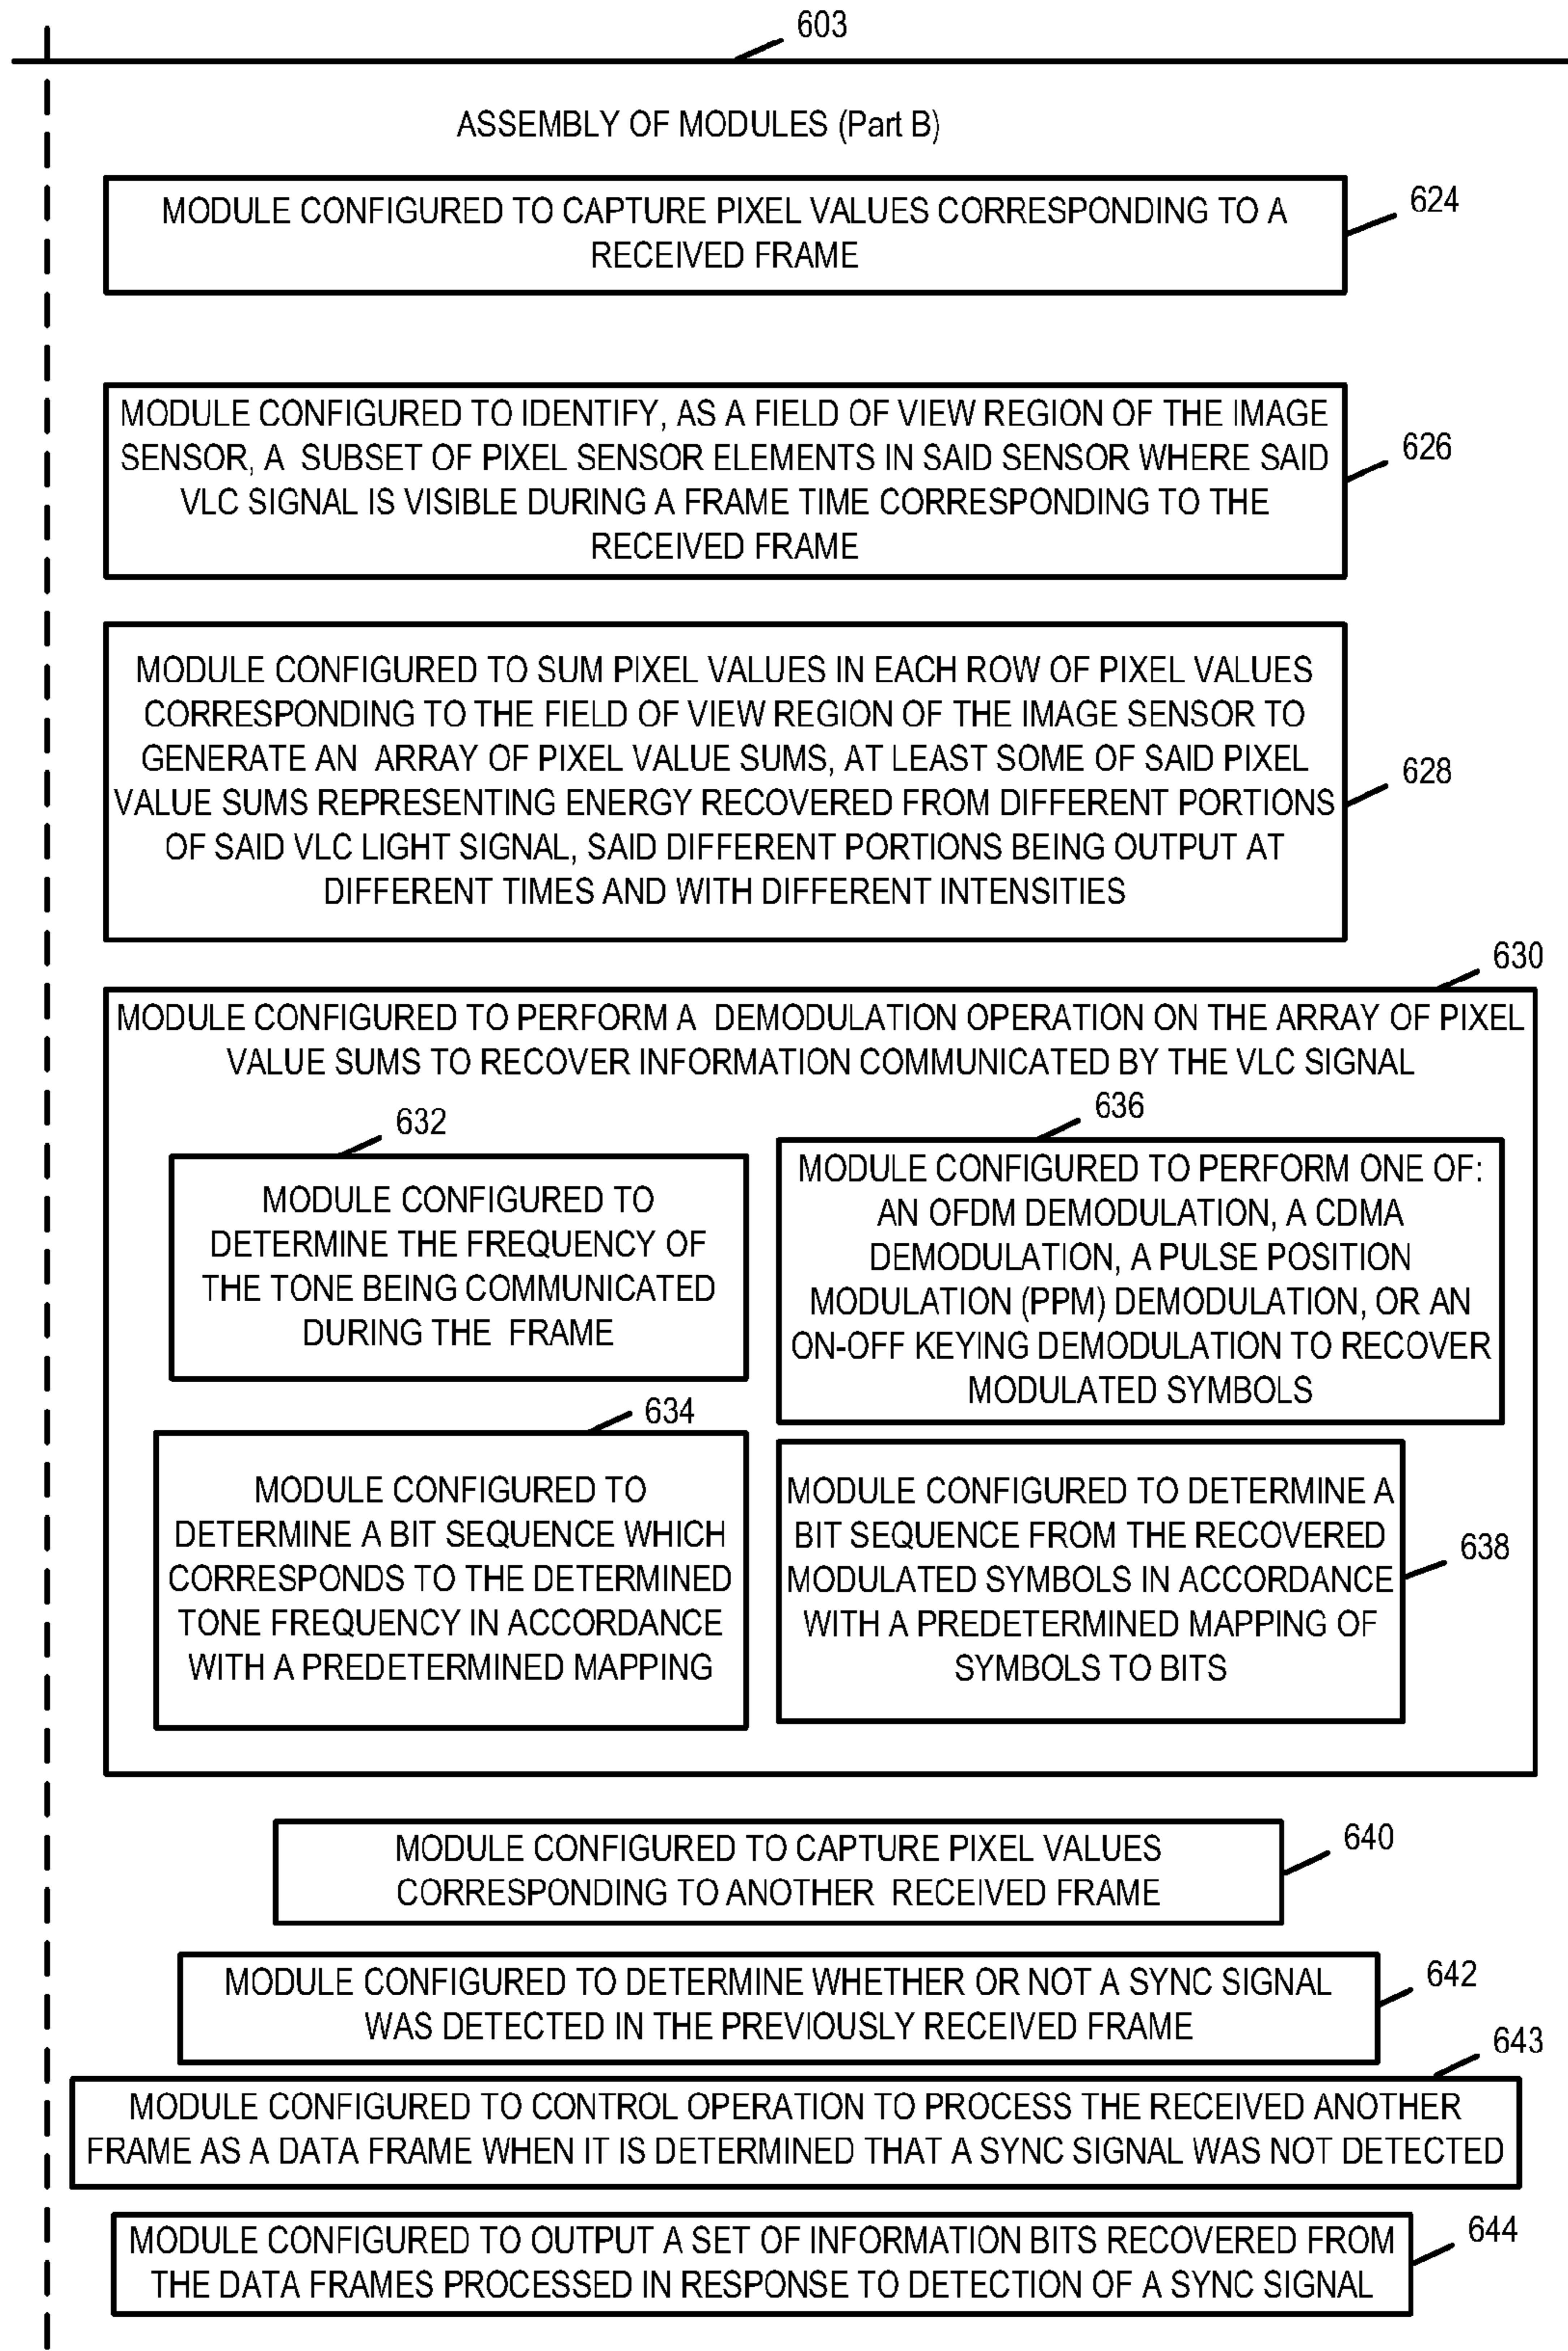 603
ASSEMBLY OF MODULES (Part B)
MODULE CONFIGURED TO CAPTURE PIXEL VALUES CORRESPONDING TO A
RECEIVED FRAME
624
MODULE CONFIGURED TO IDENTIFY, AS A FIELD OF VIEW REGION OF THE IMAGE
SENSOR, A SUBSET OF PIXEL SENSOR ELEMENTS IN SAID SENSOR WHERE SAID
VLC SIGNAL IS VISIBLE DURING A FRAME TIME CORRESPONDING TO THE
RECEIVED FRAME
626
MODULE CONFIGURED TO SUM PIXEL VALUES IN EACH ROW OF PIXEL VALUES
CORRESPONDING TO THE FIELD OF VIEW REGION OF THE IMAGE SENSOR TO
GENERATE AN ARRAY OF PIXEL VALUE SUMS, AT LEAST SOME OF SAID PIXEL
VALUE SUMS REPRESENTING ENERGY RECOVERED FROM DIFFERENT PORTIONS
OF SAID VLC LIGHT SIGNAL, SAID DIFFERENT PORTIONS BEING OUTPUT AT
DIFFERENT TIMES AND WITH DIFFERENT INTENSITIES
628
630
MODULE CONFIGURED TO PERFORM A DEMODULATION OPERATION ON THE ARRAY OF PIXEL
VALUE SUMS TO RECOVER INFORMATION COMMUNICATED BY THE VLC SIGNAL
632
MODULE CONFIGURED TO
DETERMINE THE FREQUENCY OF
THE TONE BEING COMMUNICATED
DURING THE FRAME
636
MODULE CONFIGURED TO PERFORM ONE OF:
AN OFDM DEMODULATION, A CDMA
DEMODULATION, A PULSE POSITION
MODULATION (PPM) DEMODULATION, OR AN
ON-OFF KEYING DEMODULATION TO RECOVER
MODULATED SYMBOLS
634
MODULE CONFIGURED TO
DETERMINE A BIT SEQUENCE WHICH
CORRESPONDS TO THE DETERMINED
TONE FREQUENCY IN ACCORDANCE
WITH A PREDETERMINED MAPPING
MODULE CONFIGURED TO DETERMINE A
BIT SEQUENCE FROM THE RECOVERED
MODULATED SYMBOLS IN ACCORDANCE
WITH A PREDETERMINED MAPPING OF
SYMBOLS TO BITS
638
MODULE CONFIGURED TO CAPTURE PIXEL VALUES
CORRESPONDING TO ANOTHER RECEIVED FRAME
640
MODULE CONFIGURED TO DETERMINE WHETHER OR NOT A SYNC SIGNAL
WAS DETECTED IN THE PREVIOUSLY RECEIVED FRAME
642
643
MODULE CONFIGURED TO CONTROL OPERATION TO PROCESS THE RECEIVED ANOTHER
FRAME AS A DATA FRAME WHEN IT IS DETERMINED THAT A SYNC SIGNAL WAS NOT DETECTED
MODULE CONFIGURED TO OUTPUT A SET OF INFORMATION BITS RECOVERED FROM
THE DATA FRAMES PROCESSED IN RESPONSE TO DETECTION OF A SYNC SIGNAL
644